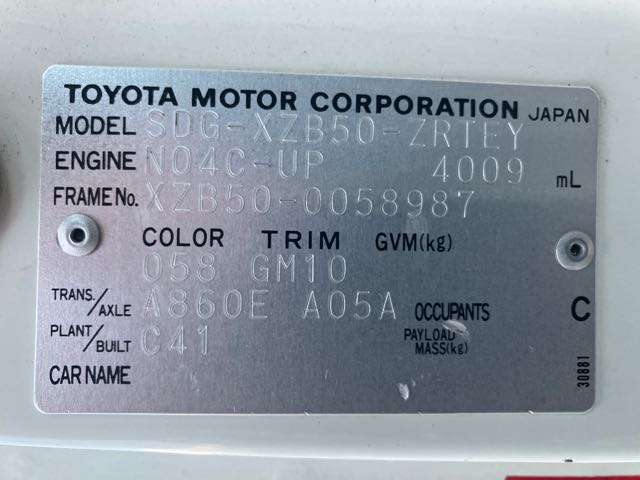 TOYOTA MOTOR CORPORATION JAPAN
MODEL SDG-XZB50-ZRTEY
ENGINE N04C-UP 4009 mL
FRAME No. XZB50-0058987
COLOR TRIM GVM(kg)
058 GM10
TRANS./AXLE A860E A05A OCCUPANTS C
PLANT/BUILT C41 PAYLOAD MASS(kg)
CAR NAME
30881